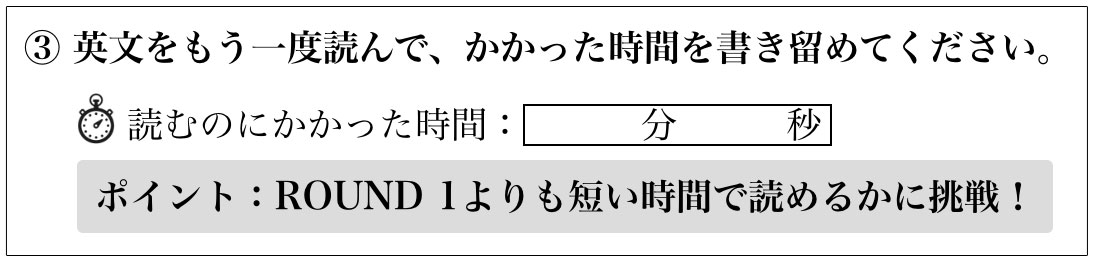 ③ 英文をもう一度読んで、かかった時間を書き留めてください。
読むのにかかった時間：　　　分　　　秒
ポイント：ROUND 1よりも短い時間で読めるかに挑戦！